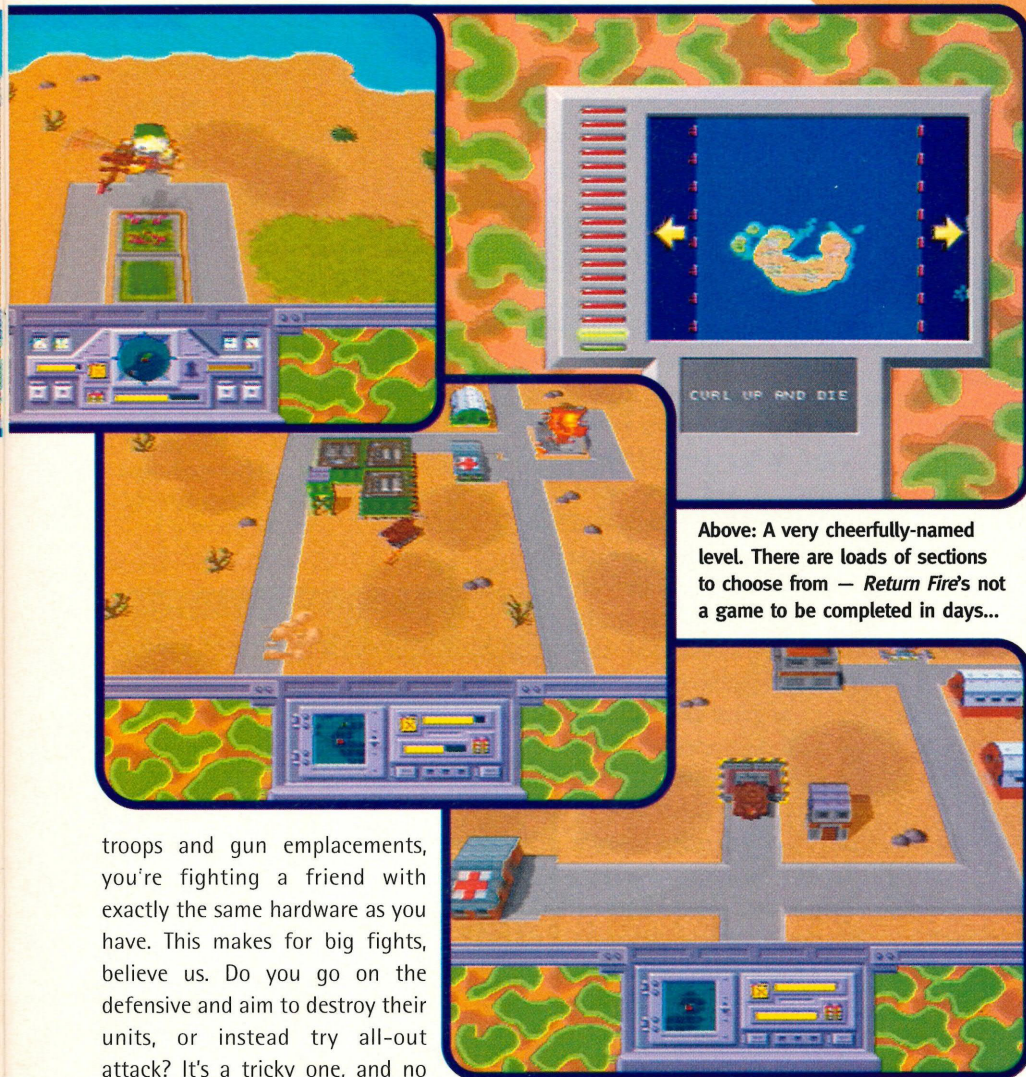 CURL UP AND DIE
Above: A very cheerfully-named
level. There are loads of sections
to choose from — Return Fire's not
a game to be completed in days...
troops and gun emplacements,
you're fighting a friend with
exactly the same hardware as you
have. This makes for big fights,
believe us. Do you go on the
defensive and aim to destroy their
units, or instead try all-out
attack? It's a tricky one, and no